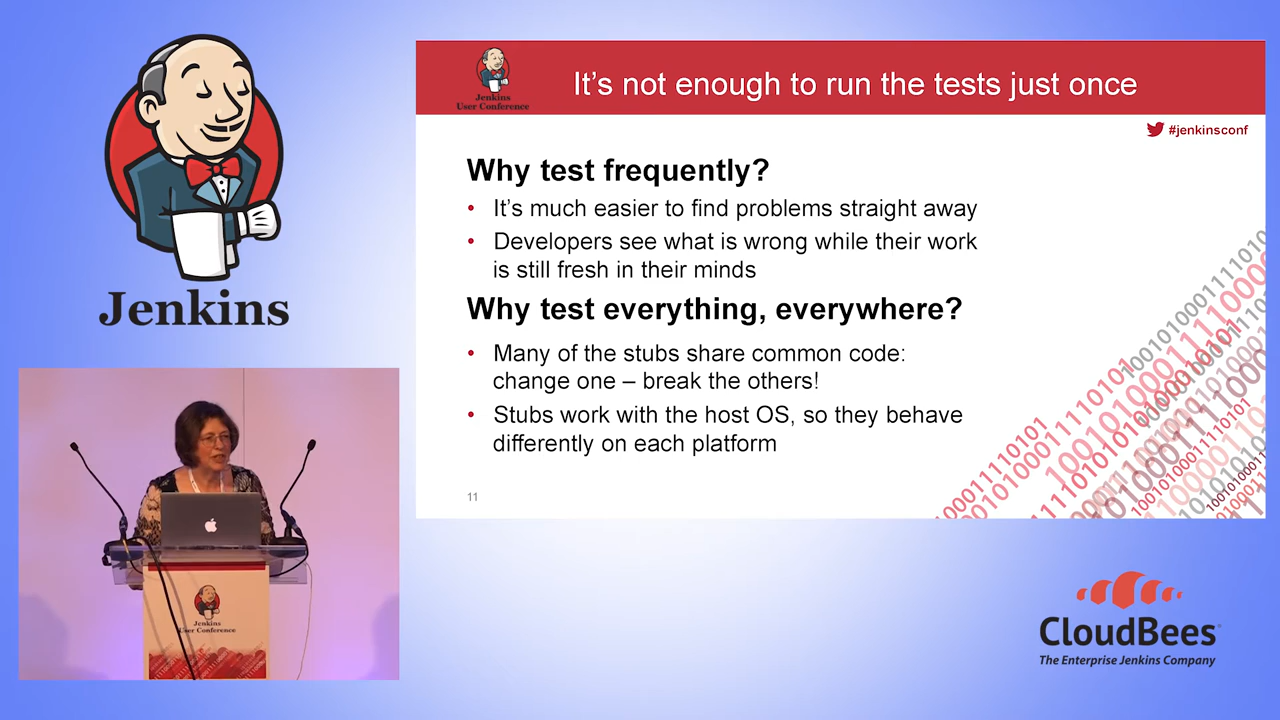 Jenkins
Jenkins
User Conference
It’s not enough to run the tests just once
#jenkinsconf
Why test frequently?
• It’s much easier to find problems straight away
• Developers see what is wrong while their work
is still fresh in their minds
Why test everything, everywhere?
• Many of the stubs share common code:
change one – break the others!
• Stubs work with the host OS, so they behave
differently on each platform
11
Jenkins
User Conference
CloudBees
The Enterprise Jenkins Company